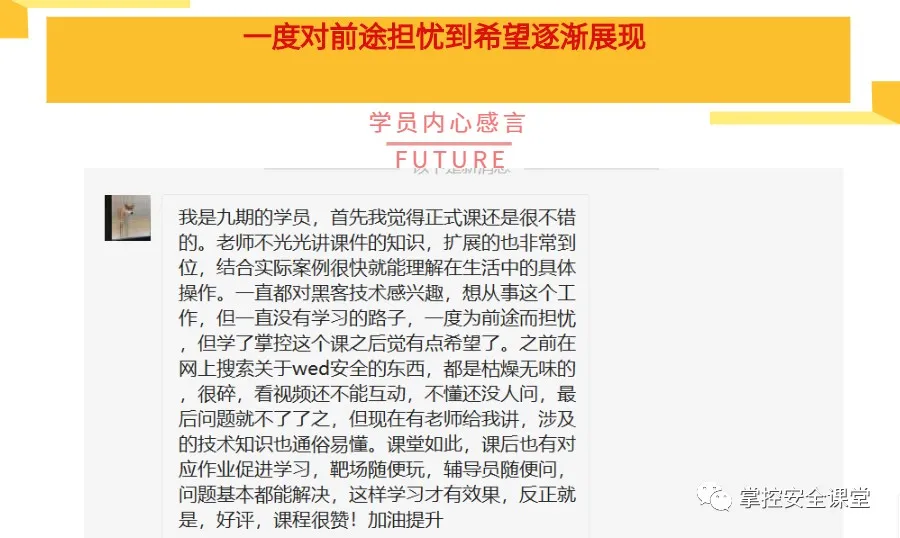 一度对前途担忧到希望逐渐展现
学员内心感言
FUTURE
以下是新消息
我是九期的学员，首先我觉得正式课还是很不错
的。老师不光光讲课件的知识，扩展的也非常到
位，结合实际案例很快就能理解在生活中的具体
操作。一直都对黑客技术感兴趣，想从事这个工
作，但一直没有学习的路子，一度为前途而担忧
，但学了掌控这个课之后觉有点希望了。之前在
网上搜索关于wed安全的东西，都是枯燥无味的
，很碎，看视频还不能互动，不懂还没人问，最
后问题就不了了之，但现在有老师给我讲，涉及
的技术知识也通俗易懂。课堂如此，课后也有对
应作业促进学习，靶场随便玩，辅导员随便问，
问题基本都能解决，这样学习才有效果，反正就
是，好评，课程很赞！加油提升
掌控安全课堂